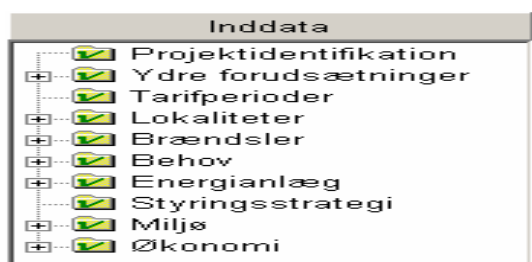 Inddata
Projektidentifikation
Ydre forudsætninger
Tarifperioder
Lokaliteter
Brændsler
Behov
Energianlæg
Styringsstrategi
Miljø
Økonomi